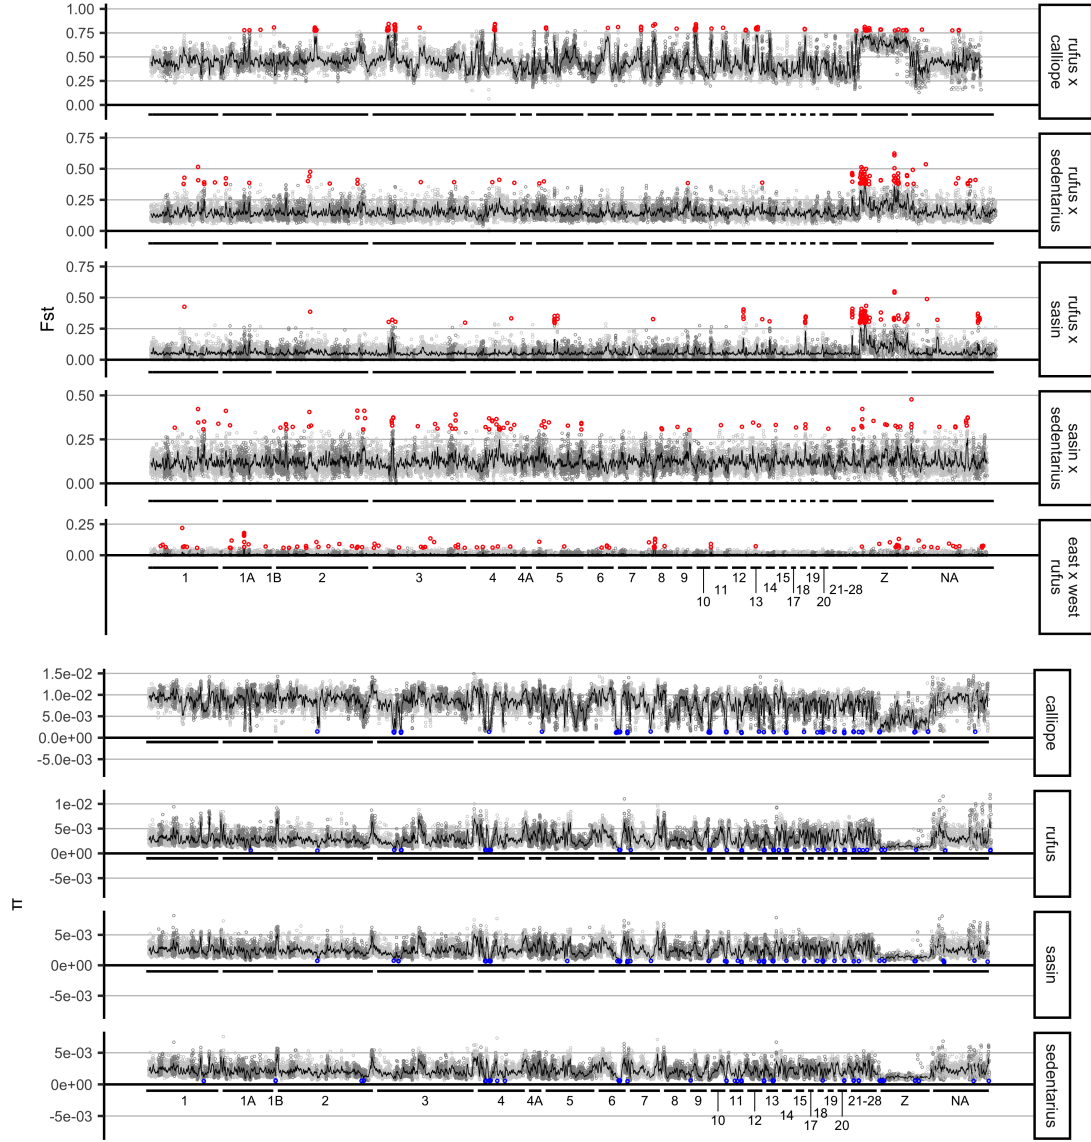 1.00
0.75
0.50
0.25
0.00
rufus x
calliope
0.75
0.50
0.25
0.00
rufus x
sedentarius
0.75
0.50
0.25
0.00
rufus x
sasin
Fst
0.50
0.25
0.00
sasin x
sedentarius
0.25
0.00
east x west
rufus
1 1A 1B 2 3 4 4A 5 6 7 8 9 12 15 19 21-28 Z NA
11 14 18
10 13 17 20
1.5e-02
1.0e-02
5.0e-03
0.0e+00
-5.0e-03
calliope
1e-02
5e-03
0e+00
-5e-03
rufus
π
5e-03
0e+00
-5e-03
sasin
5e-03
0e+00
-5e-03
sedentarius
1 1A 1B 2 3 4 4A 5 6 7 8 9 11 13 15 19 21-28 Z NA
14 18
10 12 17 20